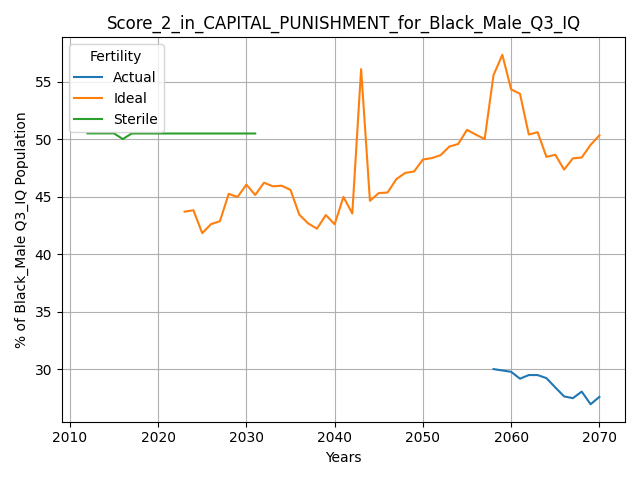 Score_2_in_CAPITAL_PUNISHMENT_for_Black_Male_Q3_IQ
Fertility
Actual
Ideal
Sterile
% of Black_Male Q3_IQ Population
55
50
45
40
35
30
2010 2020 2030 2040 2050 2060 2070
Years